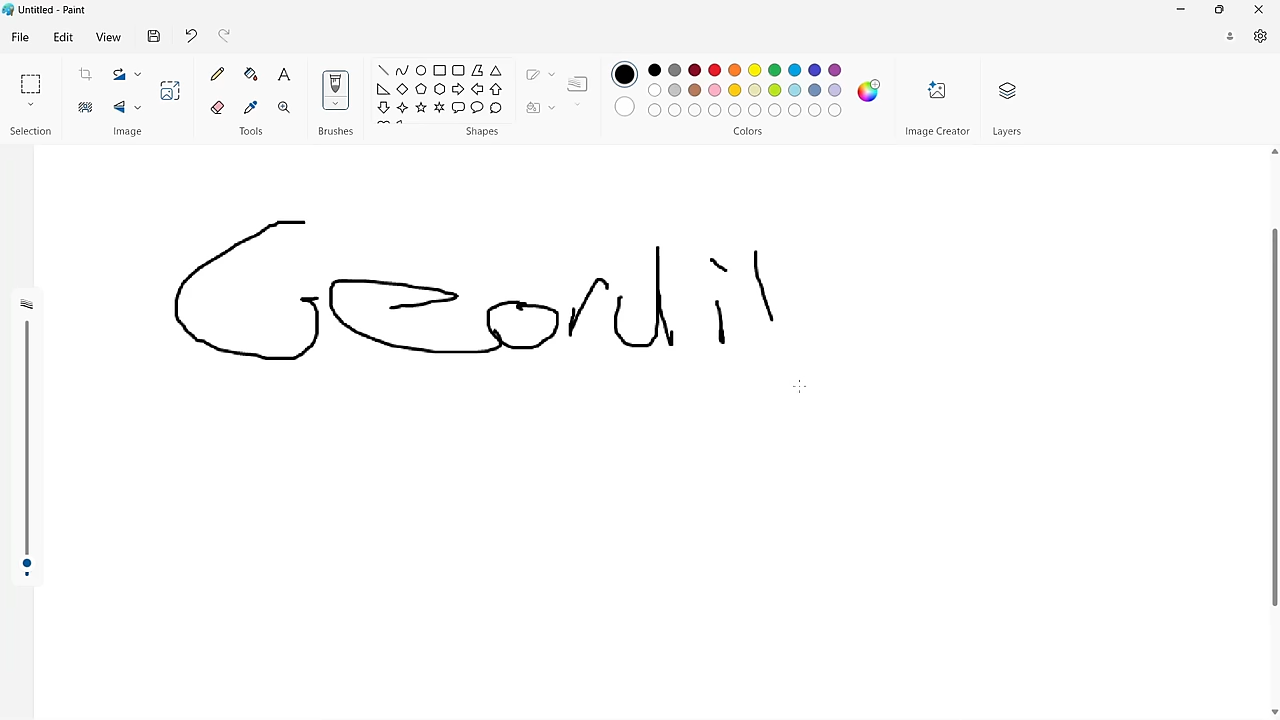 Untitled - Paint
File Edit View
Selection Image Tools Brushes Shapes Colors Image Creator Layers
Geordil